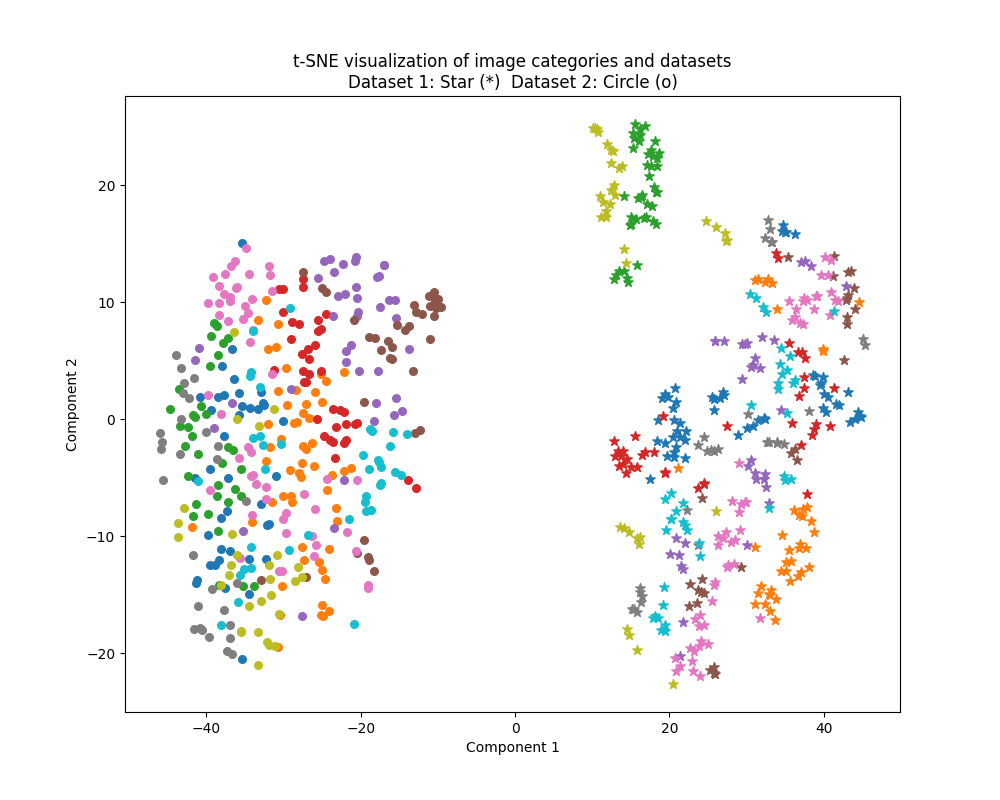 t-SNE visualization of image categories and datasets
Dataset 1: Star (*)  Dataset 2: Circle (o)
20
10
0
−10
−20
Component 2
−40
−20
0
20
40
Component 1